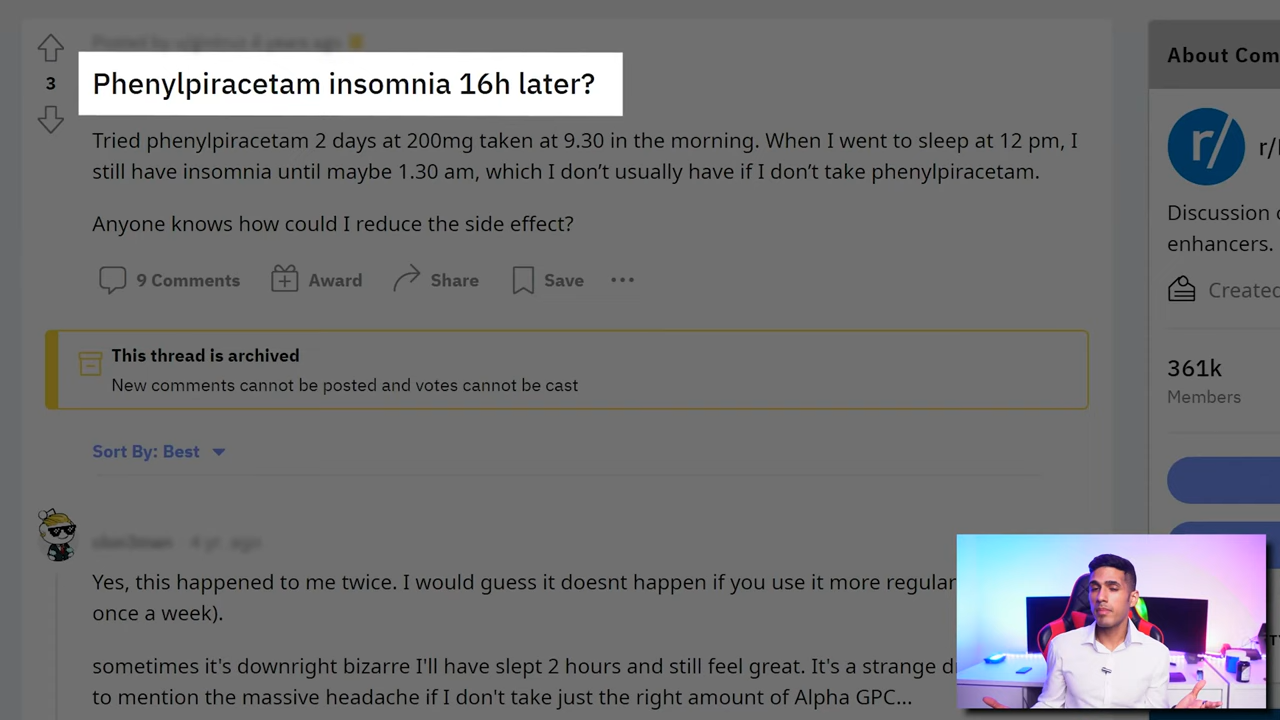 3
Phenylpiracetam insomnia 16h later?
Tried phenylpiracetam 2 days at 200mg taken at 9.30 in the morning. When I went to sleep at 12 pm, I
still have insomnia until maybe 1.30 am, which I don’t usually have if I don’t take phenylpiracetam.
Anyone knows how could I reduce the side effect?
9 Comments Award Share Save ...
This thread is archived
New comments cannot be posted and votes cannot be cast
Sort By: Best
Yes, this happened to me twice. I would guess it doesnt happen if you use it more regular
once a week).
sometimes it's downright bizarre I'll have slept 2 hours and still feel great. It's a strange
to mention the massive headache if I don't take just the right amount of Alpha GPC...
About Com
r/
Discussion
enhancers.
Created
361k
Members